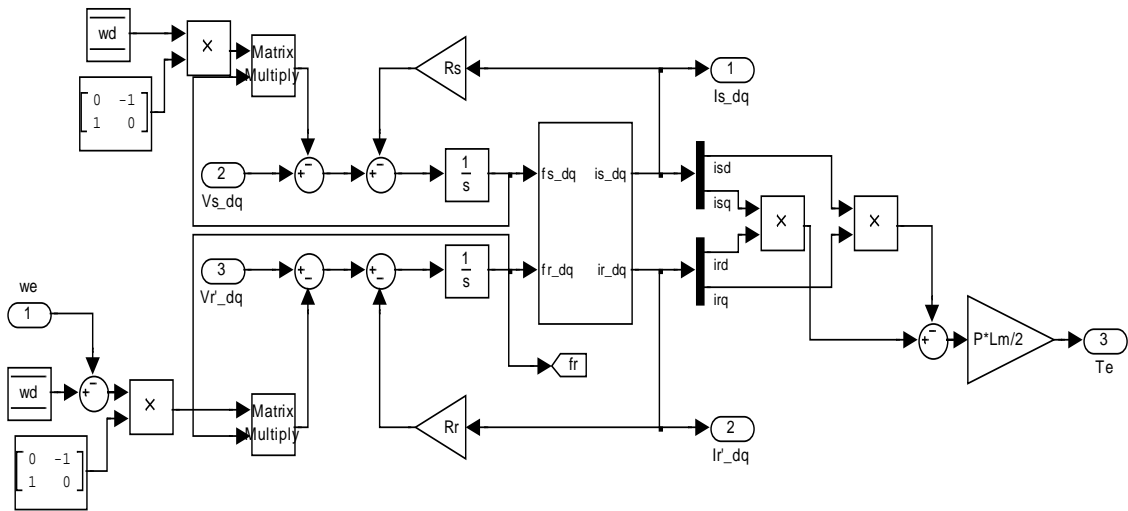 wd
×
Matrix
Multiply
0 -1
1 0
Rs
1
Is_dq
2
Vs_dq
+
−
+
−
1
s
fs_dq
is_dq
fr_dq
ir_dq
isd
isq
ird
irq
×
×
3
Vr'_dq
+
−
+
−
1
s
we
1
wd
+
−
×
0 -1
1 0
Matrix
Multiply
fr
Rr
2
Ir'_dq
+
−
P*Lm/2
3
Te